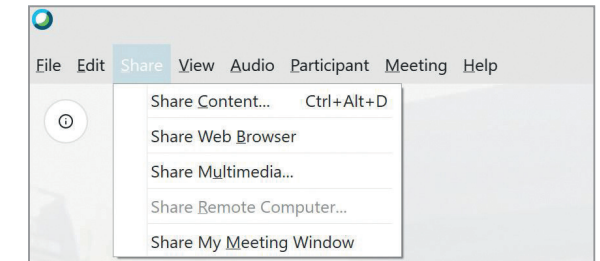 File Edit Share View Audio Participant Meeting Help
Share Content... Ctrl+Alt+D
Share Web Browser
Share Multimedia...
Share Remote Computer...
Share My Meeting Window